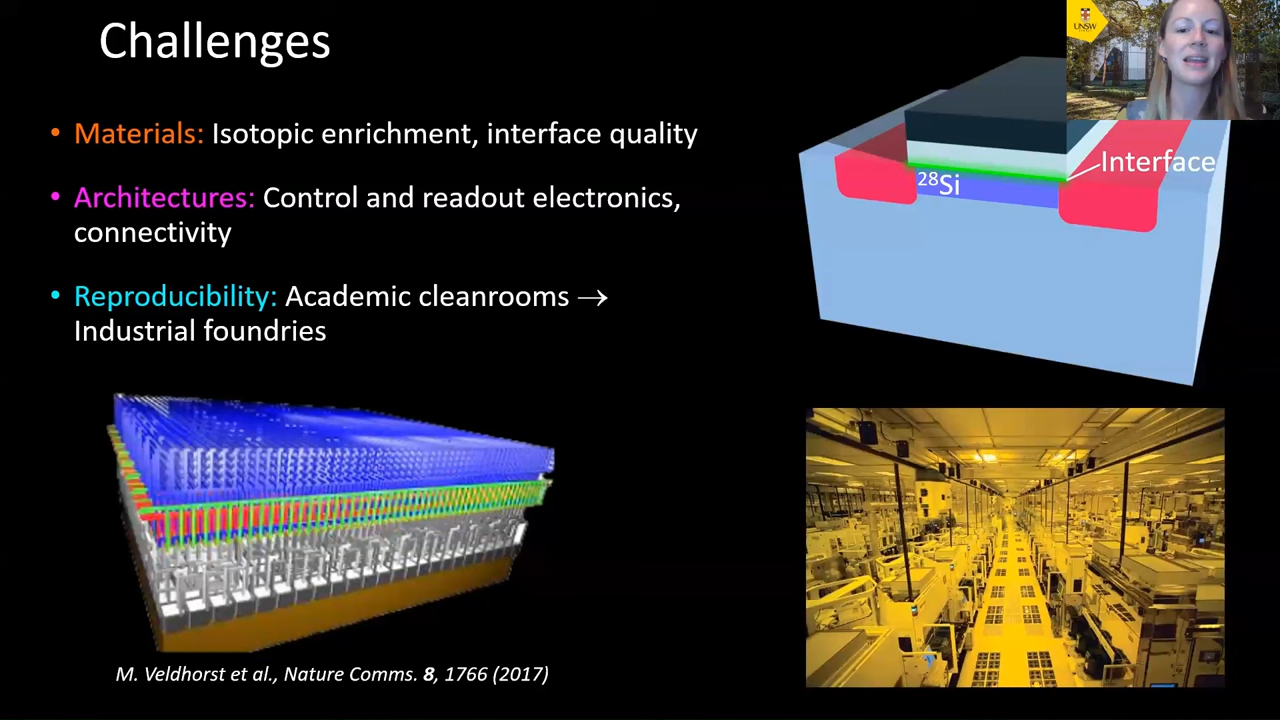 Challenges
UNSW
• Materials: Isotopic enrichment, interface quality
• Architectures: Control and readout electronics,
connectivity
• Reproducibility: Academic cleanrooms →
Industrial foundries
Interface
²⁸Si
M. Veldhorst et al., Nature Comms. 8, 1766 (2017)